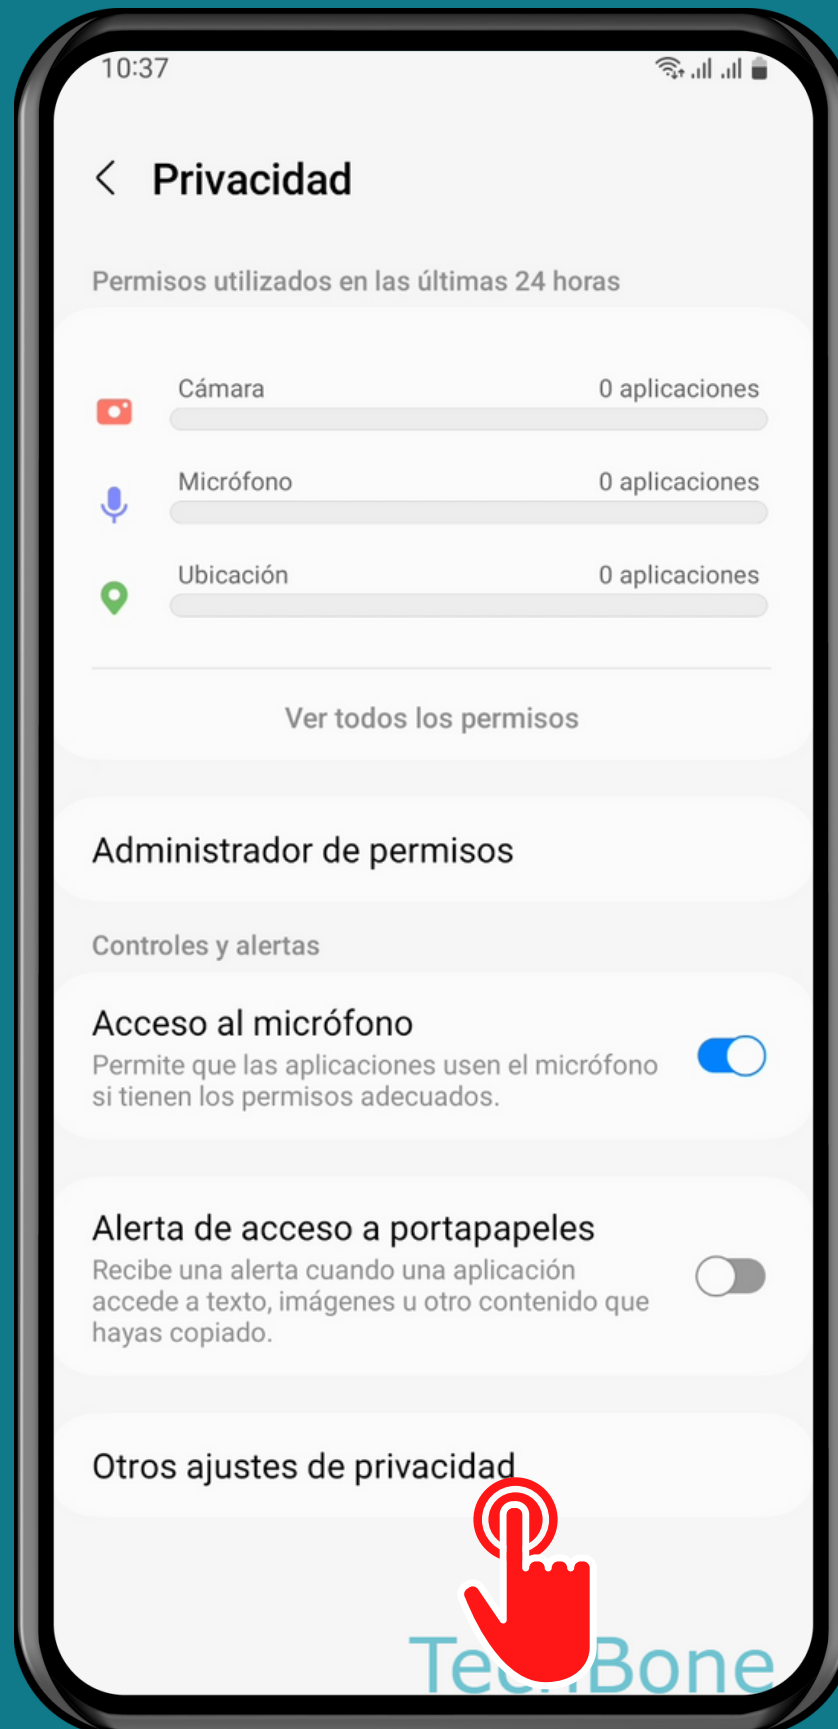 10:37
Privacidad
Permisos utilizados en las últimas 24 horas
Cámara 0 aplicaciones
Micrófono 0 aplicaciones
Ubicación 0 aplicaciones
Ver todos los permisos
Administrador de permisos
Controles y alertas
Acceso al micrófono
Permite que las aplicaciones usen el micrófono
si tienen los permisos adecuados.
Alerta de acceso a portapapeles
Recibe una alerta cuando una aplicación
accede a texto, imágenes u otro contenido que
hayas copiado.
Otros ajustes de privacidad
TechBone